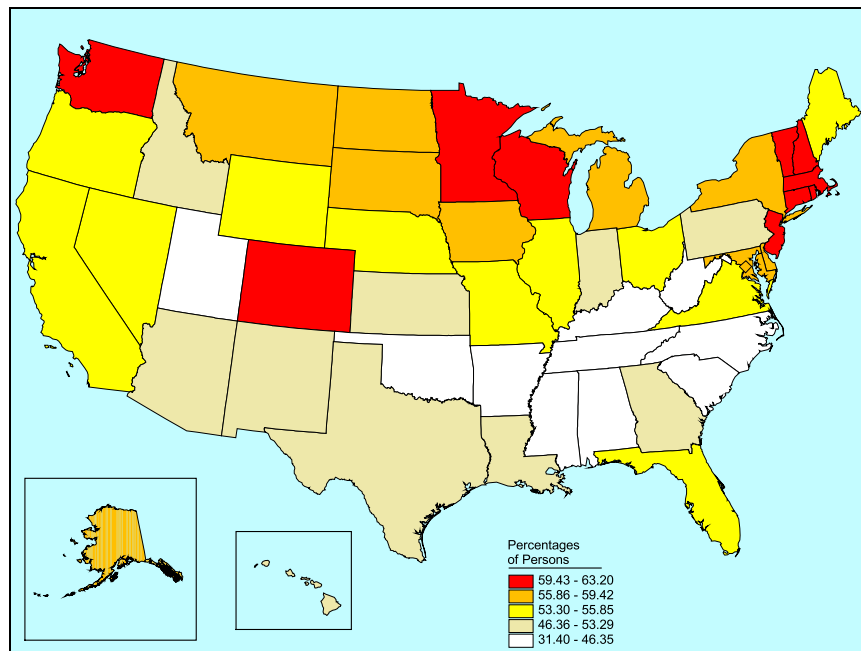 Percentages
of Persons
59.43 - 63.20
55.86 - 59.42
53.30 - 55.85
46.36 - 53.29
31.40 - 46.35